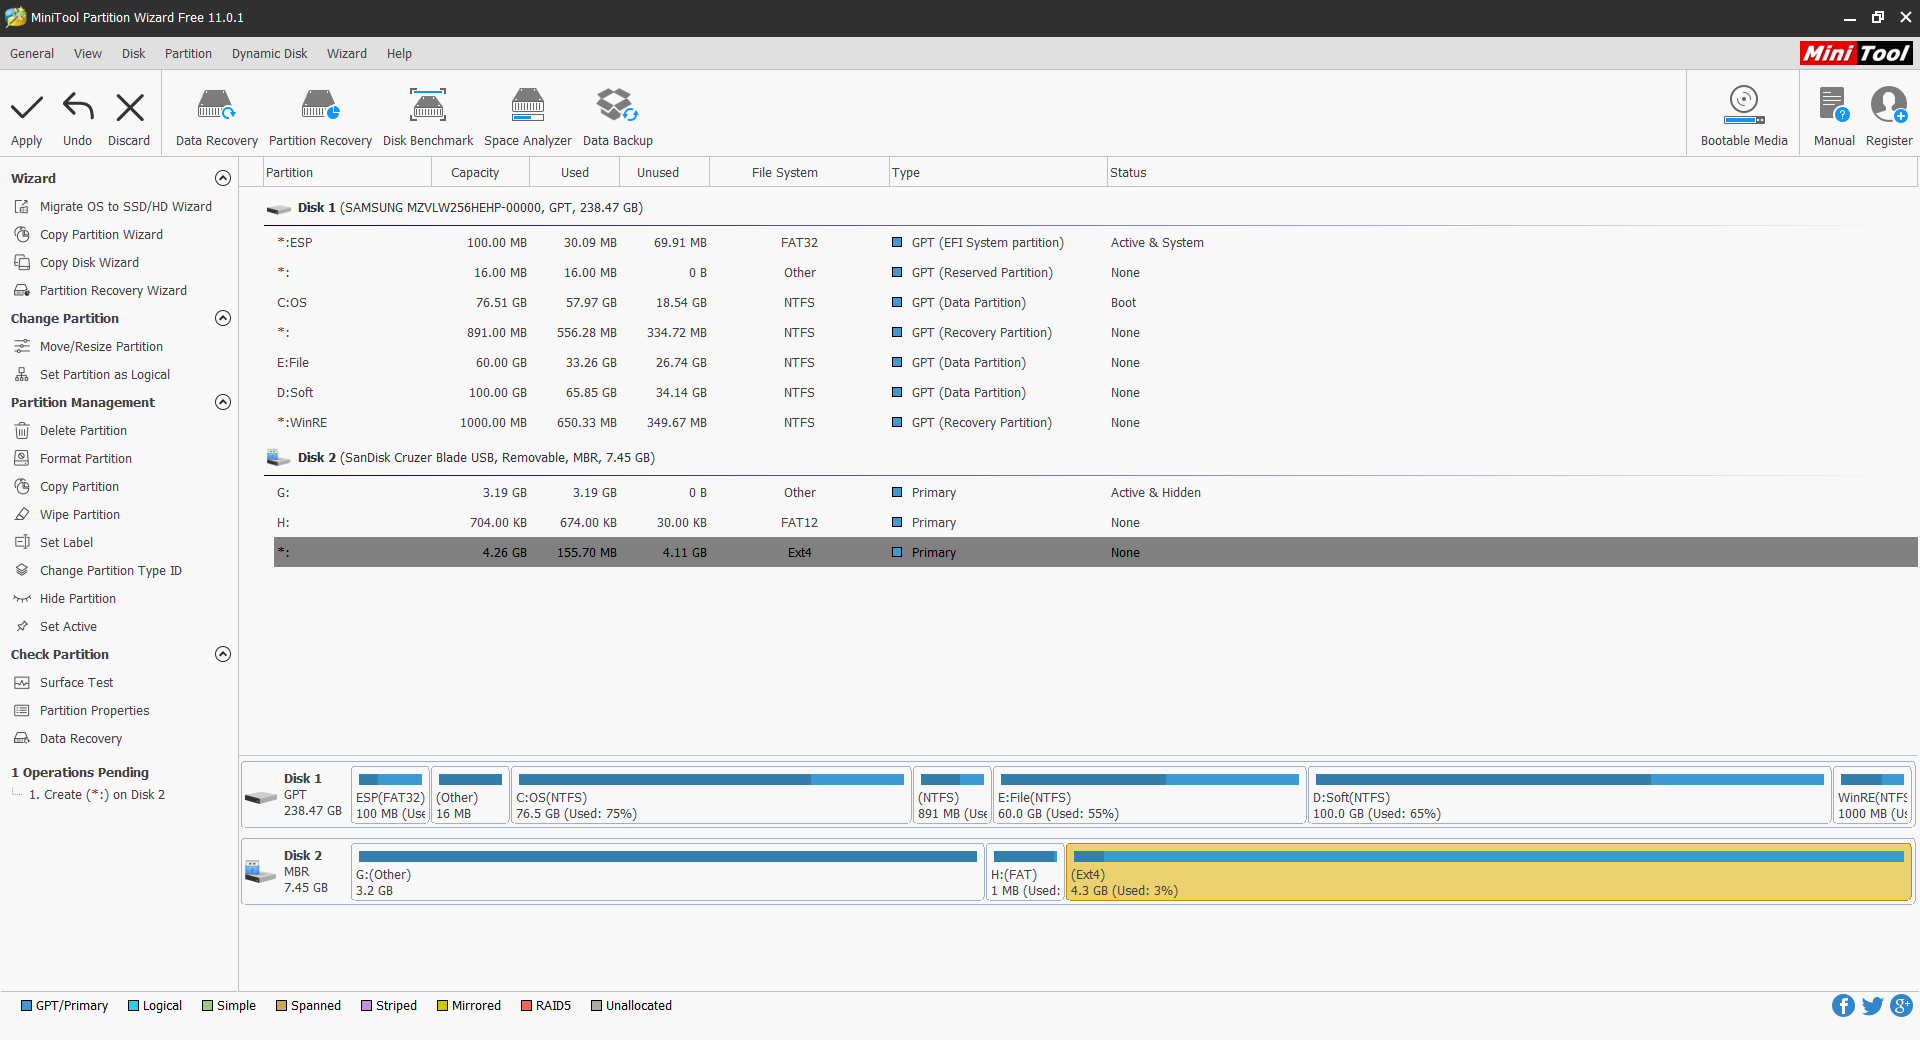 MiniTool Partition Wizard Free 11.0.1
General View Disk Partition Dynamic Disk Wizard Help
Mini Tool
Apply Undo Discard Data Recovery Partition Recovery Disk Benchmark Space Analyzer Data Backup Bootable Media Manual Register
Wizard
Migrate OS to SSD/HD Wizard
Copy Partition Wizard
Copy Disk Wizard
Partition Recovery Wizard
Change Partition
Move/Resize Partition
Set Partition as Logical
Partition Management
Delete Partition
Format Partition
Copy Partition
Wipe Partition
Set Label
Change Partition Type ID
Hide Partition
Set Active
Check Partition
Surface Test
Partition Properties
Data Recovery
1 Operations Pending
1. Create (*:) on Disk 2
Partition Capacity Used Unused File System Type Status
Disk 1 (SAMSUNG MZVLW256HEHP-00000, GPT, 238.47 GB)
*:ESP 100.00 MB 30.09 MB 69.91 MB FAT32 GPT (EFI System partition) Active & System
*: 16.00 MB 16.00 MB 0 B Other GPT (Reserved Partition) None
C:OS 76.51 GB 57.97 GB 18.54 GB NTFS GPT (Data Partition) Boot
*: 891.00 MB 556.28 MB 334.72 MB NTFS GPT (Recovery Partition) None
E:File 60.00 GB 33.26 GB 26.74 GB NTFS GPT (Data Partition) None
D:Soft 100.00 GB 65.85 GB 34.14 GB NTFS GPT (Data Partition) None
*:WinRE 1000.00 MB 650.33 MB 349.67 MB NTFS GPT (Recovery Partition) None
Disk 2 (SanDisk Cruzer Blade USB, Removable, MBR, 7.45 GB)
G: 3.19 GB 3.19 GB 0 B Other Primary Active & Hidden
H: 704.00 KB 674.00 KB 30.00 KB FAT12 Primary None
*: 4.26 GB 155.70 MB 4.11 GB Ext4 Primary None
Disk 1
GPT
238.47 GB
ESP(FAT32)
100 MB (Use
(Other)
16 MB
C:OS(NTFS)
76.5 GB (Used: 75%)
(NTFS)
891 MB (Use
E:File(NTFS)
60.0 GB (Used: 55%)
D:Soft(NTFS)
100.0 GB (Used: 65%)
WinRE(NTFS
1000 MB (Us
Disk 2
MBR
7.45 GB
G:(Other)
3.2 GB
H:(FAT)
1 MB (Used:
(Ext4)
4.3 GB (Used: 3%)
GPT/Primary Logical Simple Spanned Striped Mirrored RAID5 Unallocated